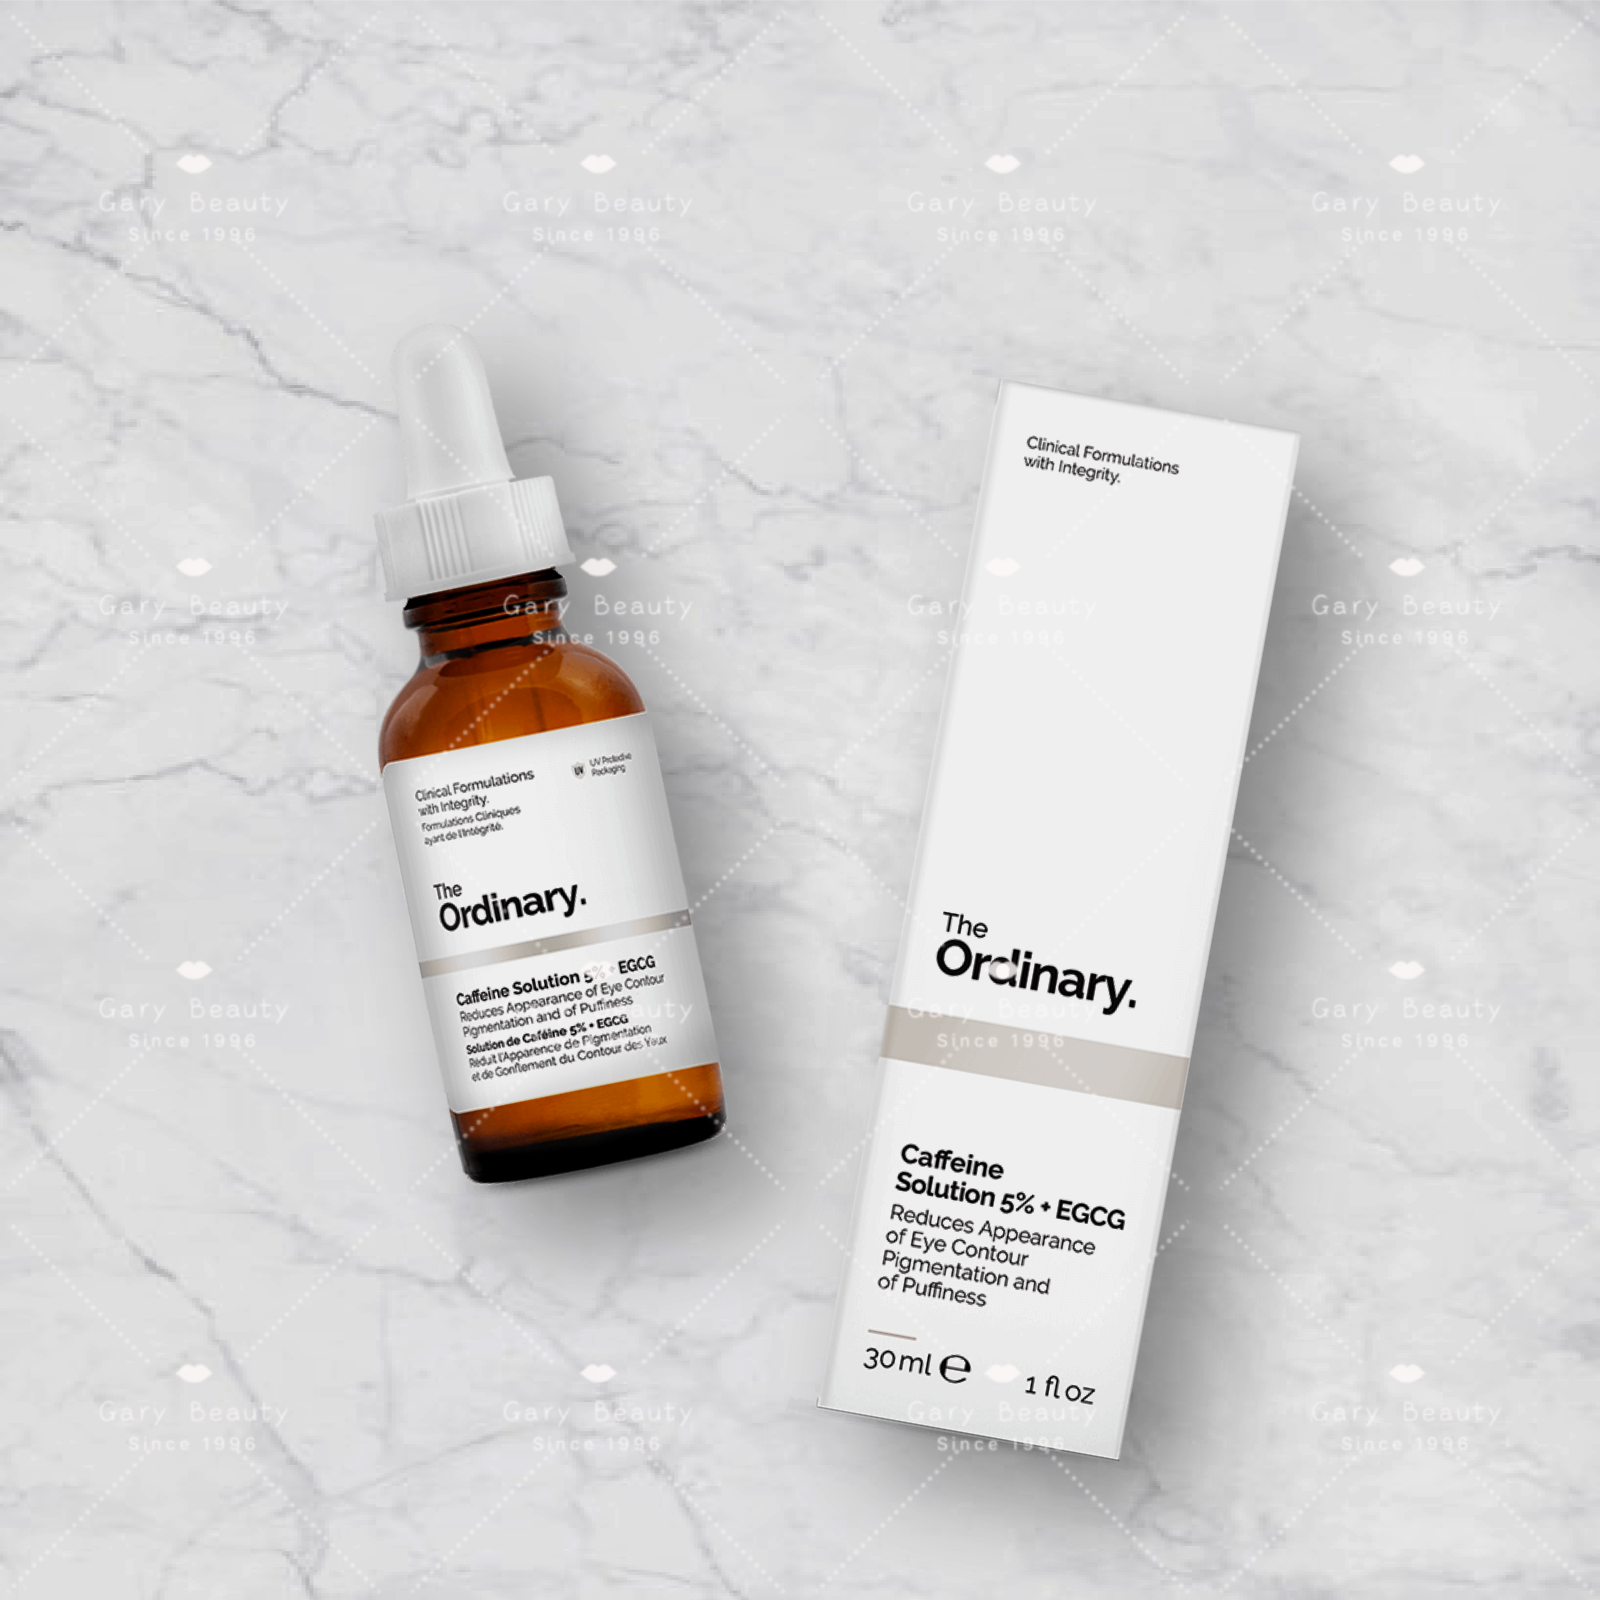 Gary Beauty
Since 1996
Clinical Formulations
with Integrity.
Formulations Cliniques
ayant de l'Intégrité.
UV
UV Protective
Packaging
The
Ordinary.
Caffeine Solution 5% + EGCG
Reduces Appearance of Eye Contour
Pigmentation and of Puffiness
Solution de Caféine 5% + EGCG
Réduit l'Apparence de Pigmentation
et de Gonflement du Contour des Yeux
Clinical Formulations
with Integrity.
The
Ordinary.
Caffeine
Solution 5% + EGCG
Reduces Appearance
of Eye Contour
Pigmentation and
of Puffiness
30 ml ℮
1 fl oz